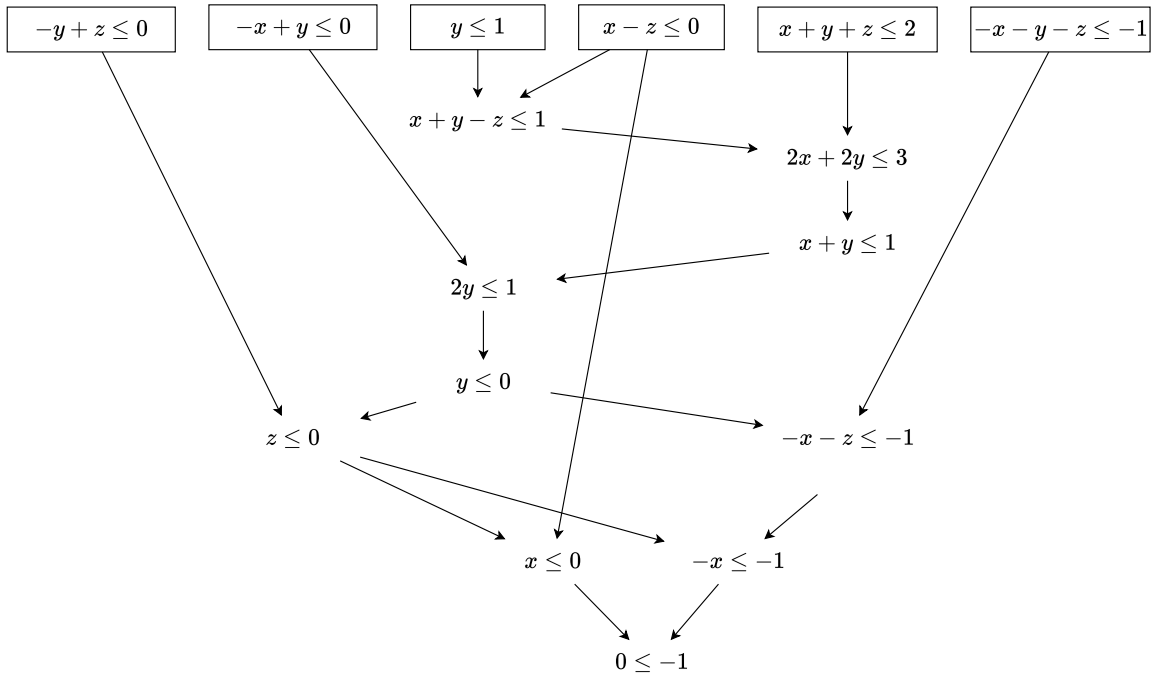 −y + z ≤ 0
−x + y ≤ 0
y ≤ 1
x − z ≤ 0
x + y + z ≤ 2
−x − y − z ≤ −1
x + y − z ≤ 1
2x + 2y ≤ 3
x + y ≤ 1
2y ≤ 1
y ≤ 0
z ≤ 0
−x − z ≤ −1
x ≤ 0
−x ≤ −1
0 ≤ −1